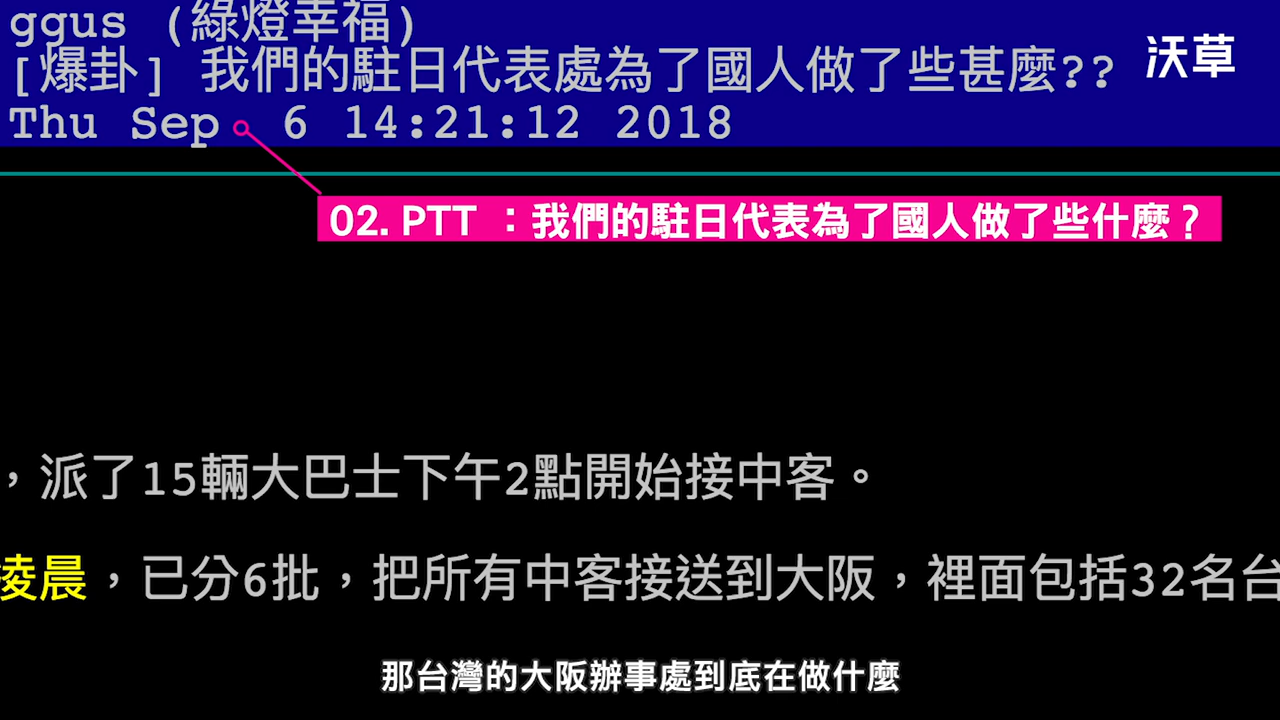 ggus (綠燈幸福)
[爆卦] 我們的駐日代表處為了國人做了些甚麼??
沃草
Thu Sep 6 14:21:12 2018
02. PTT ：我們的駐日代表為了國人做了些什麼？
，派了15輛大巴士下午2點開始接中客。
凌晨，已分6批，把所有中客接送到大阪，裡面包括32名台
那台灣的大阪辦事處到底在做什麼